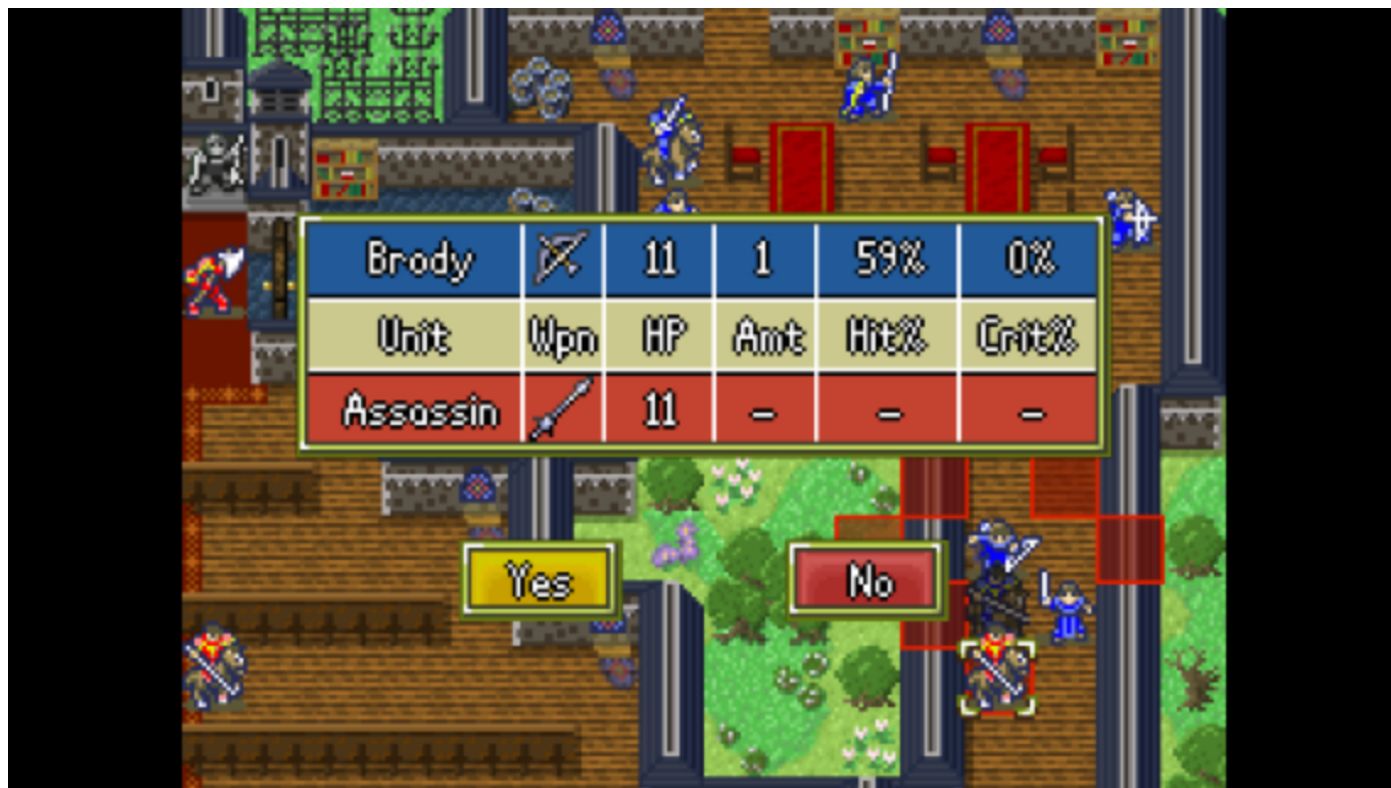 Brody 11 1 59% 0%
Unit Wpn HP Amt Hit% Crit%
Assassin 11 – – –
Yes No